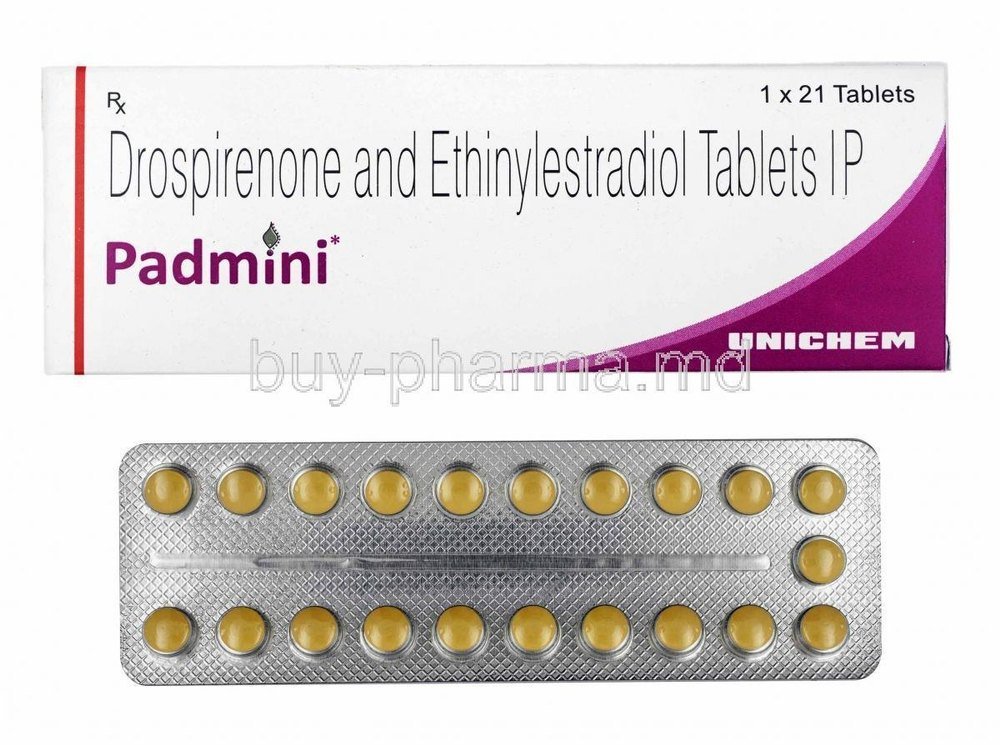 Rx
1 x 21 Tablets
Drospirenone and Ethinylestradiol Tablets IP
Padmini*
UNICHEM
buy-pharma.md